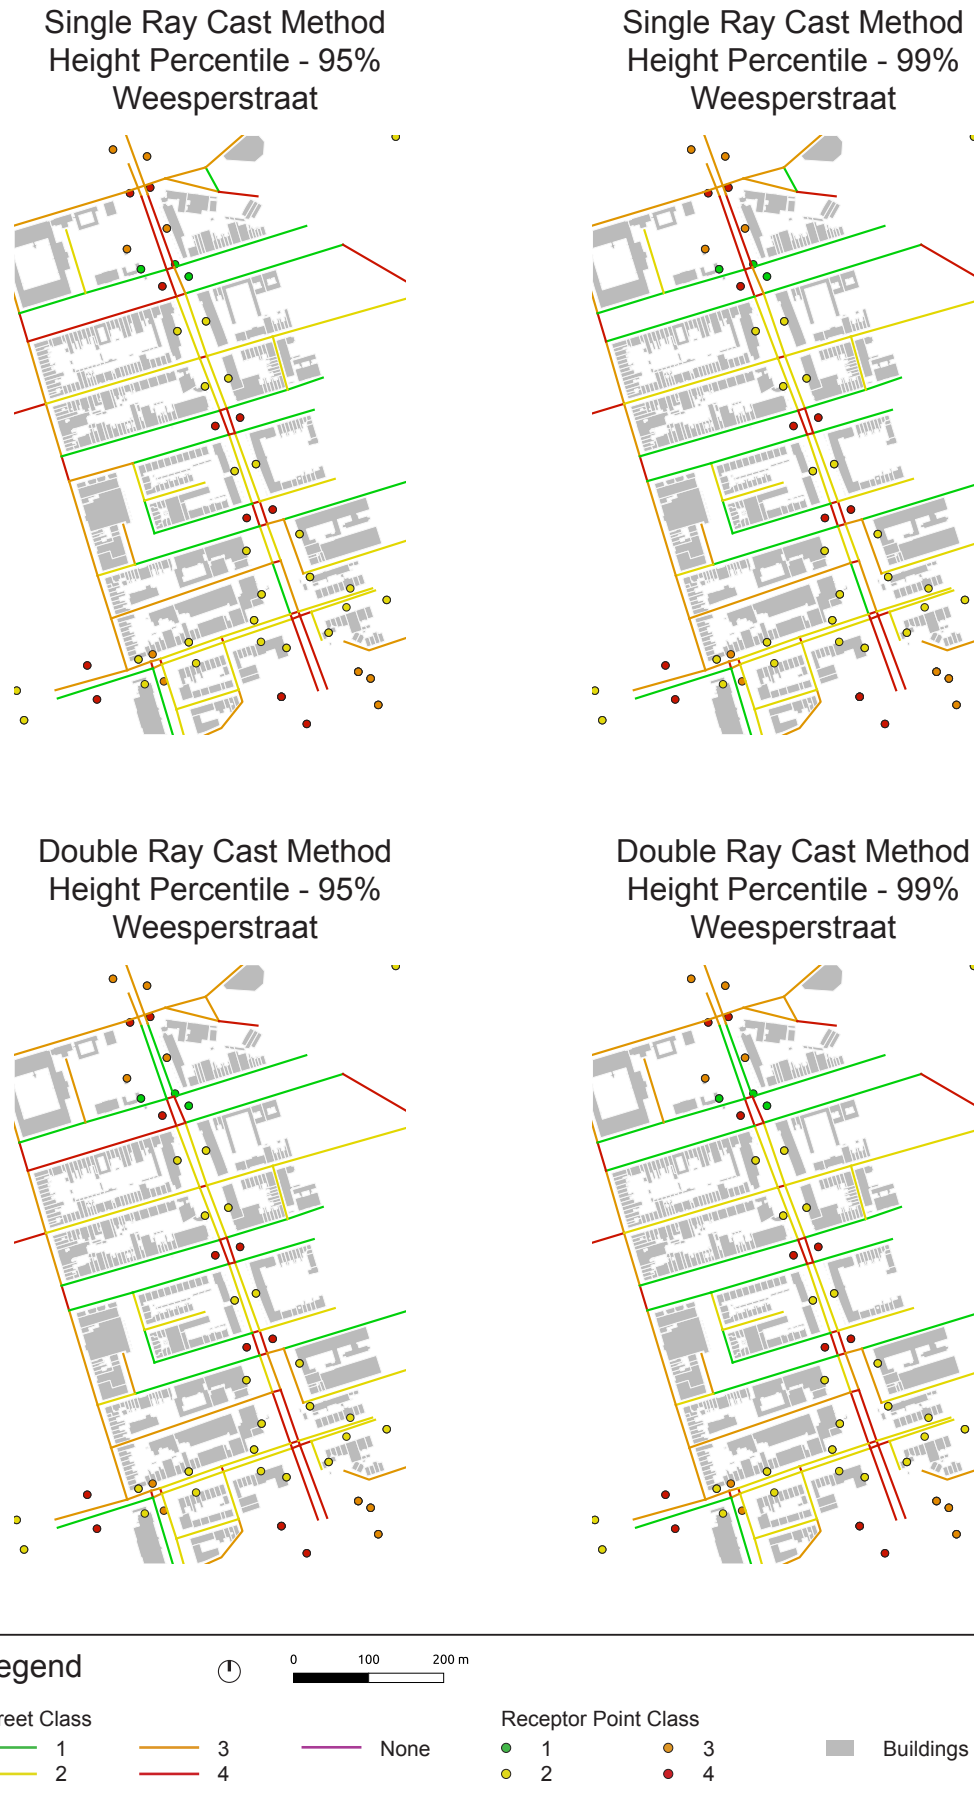 Single Ray Cast Method
Height Percentile - 95%
Weesperstraat
Single Ray Cast Method
Height Percentile - 99%
Weesperstraat
Double Ray Cast Method
Height Percentile - 95%
Weesperstraat
Double Ray Cast Method
Height Percentile - 99%
Weesperstraat
egend
0 100 200 m
reet Class
1 3 None
2 4
Receptor Point Class
1 3
2 4
Buildings